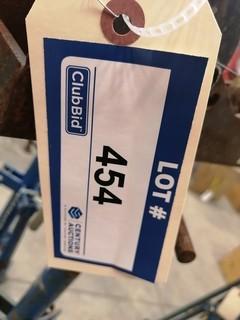 LOT #
454
ClubBid
CENTURY
AUCTIONS